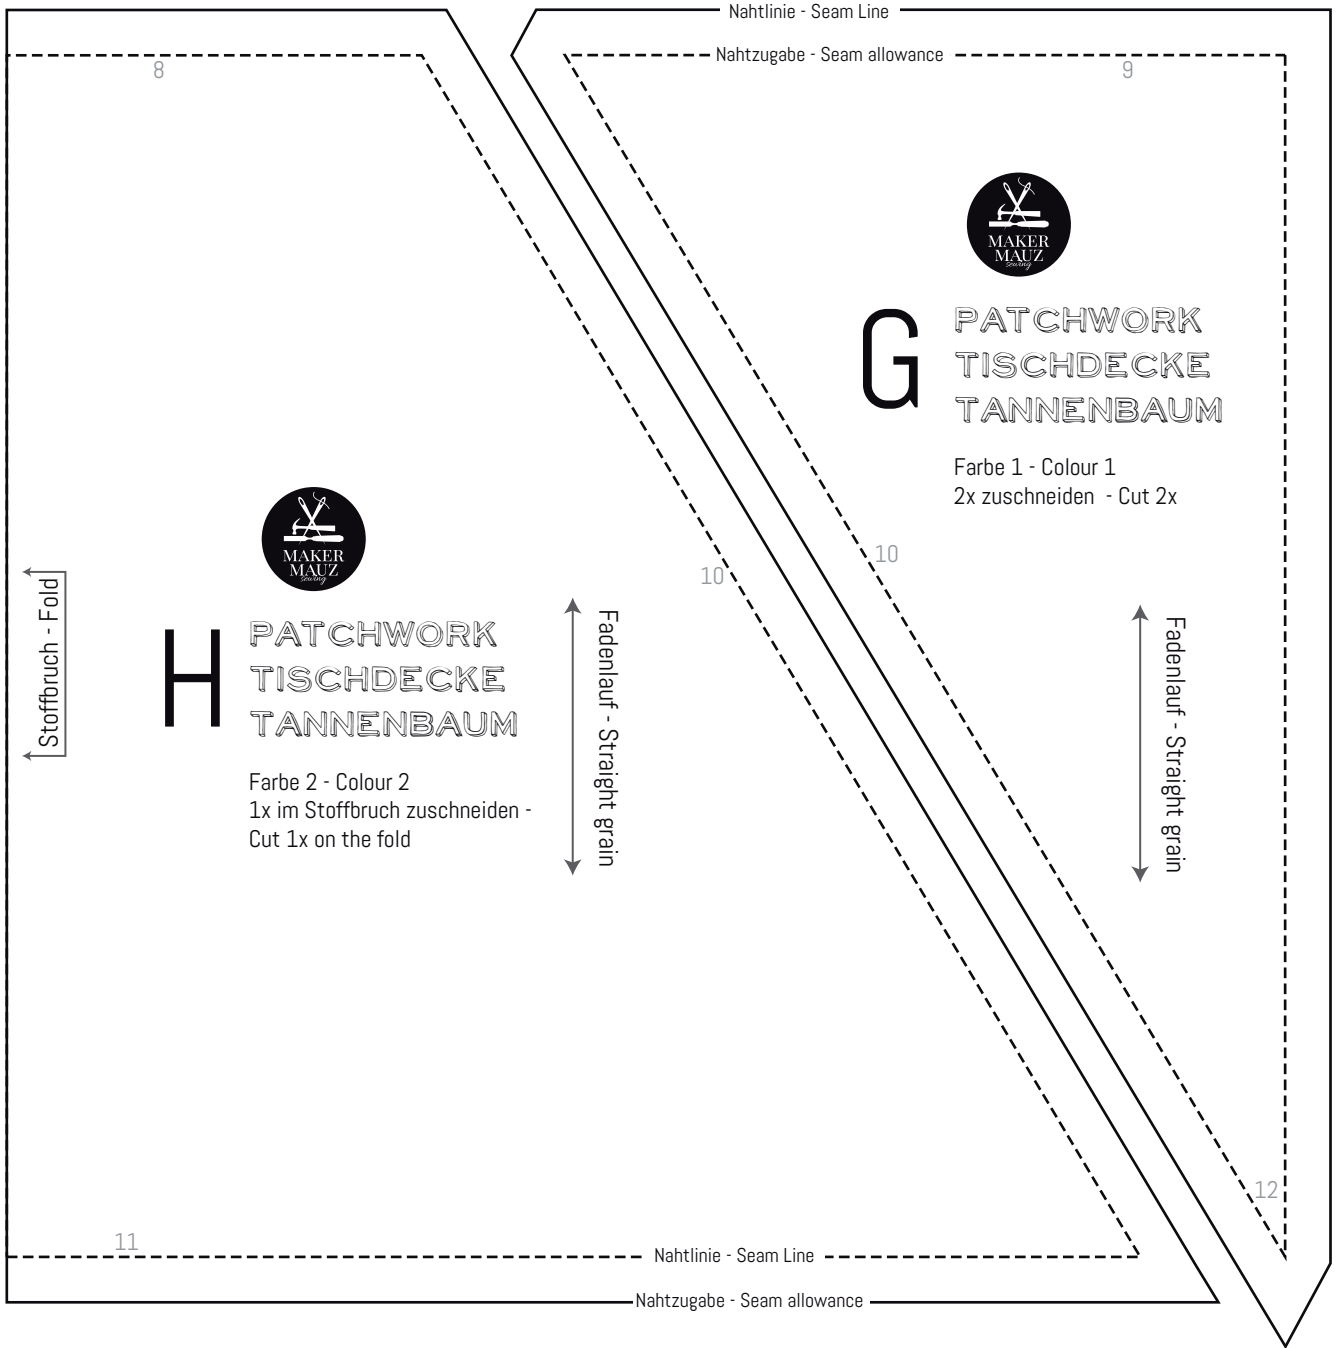 Nahtlinie - Seam Line
Nahtzugabe - Seam allowance
8
9
MAKER
MAUZ
sewing
G
PATCHWORK
TISCHDECKE
TANNENBAUM
Farbe 1 - Colour 1
2x zuschneiden - Cut 2x
10
Fadenlauf - Straight grain
12
MAKER
MAUZ
sewing
Stoffbruch - Fold
H
PATCHWORK
TISCHDECKE
TANNENBAUM
Farbe 2 - Colour 2
1x im Stoffbruch zuschneiden -
Cut 1x on the fold
Fadenlauf - Straight grain
10
11
Nahtlinie - Seam Line
Nahtzugabe - Seam allowance